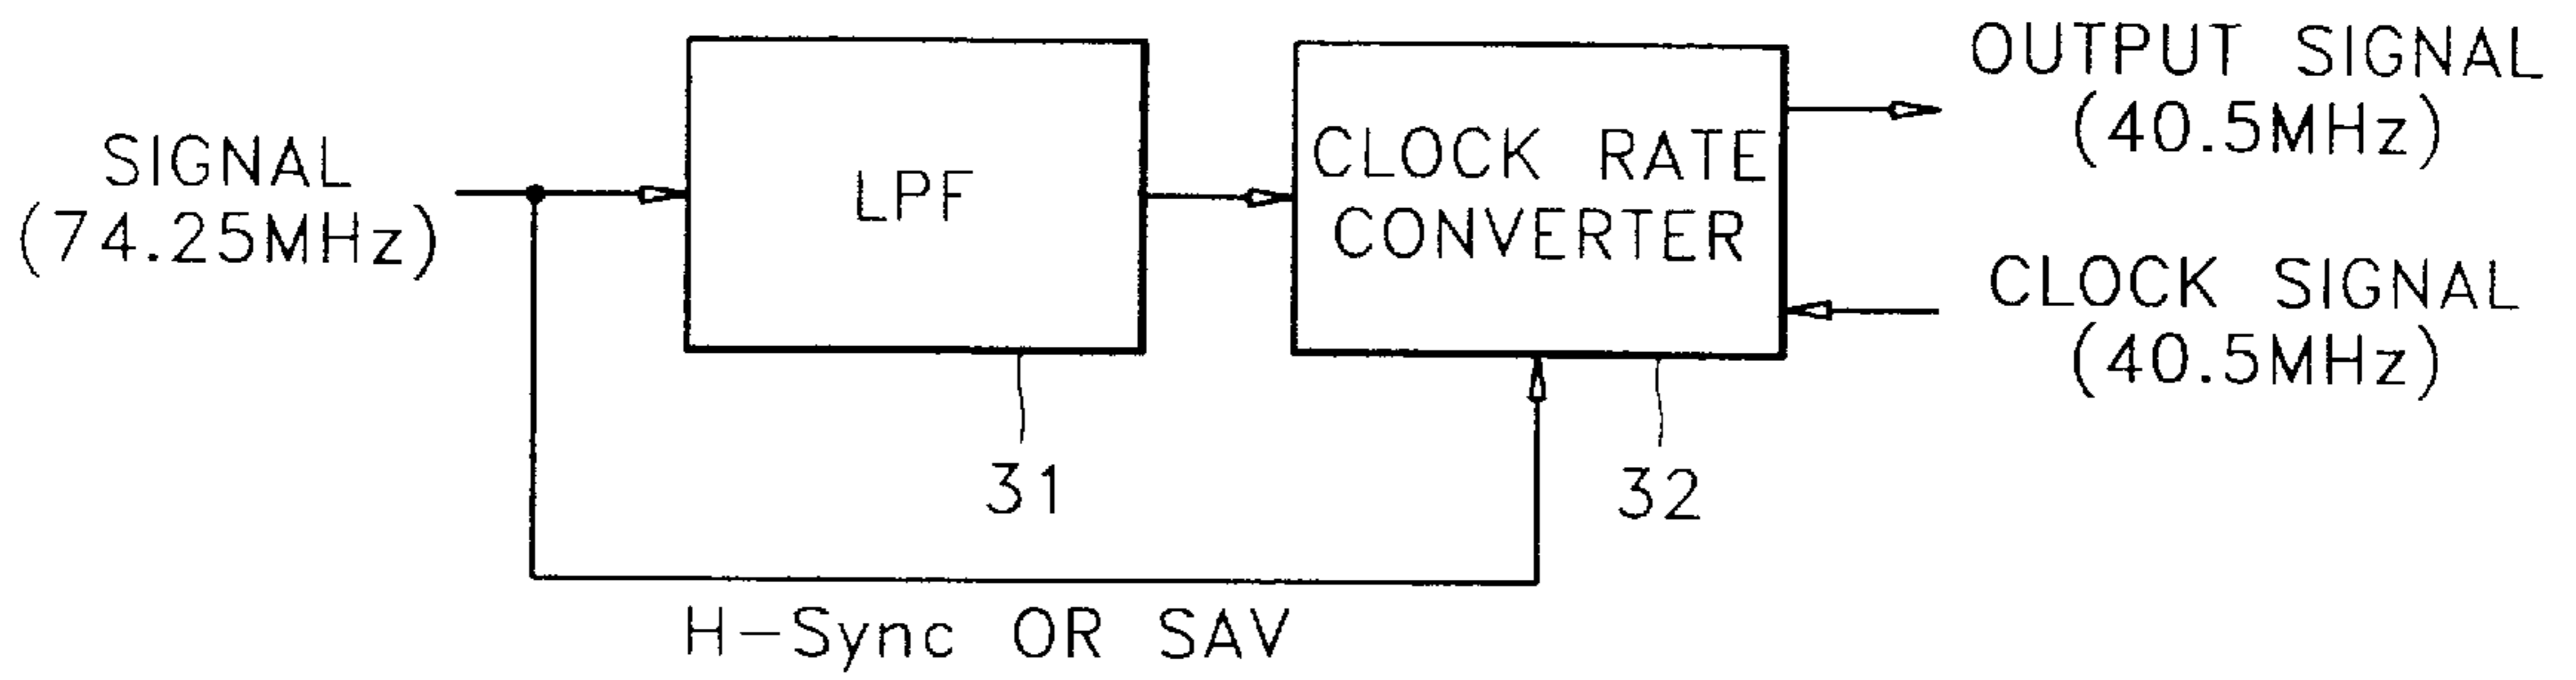 SIGNAL
(74.25MHz)
LPF
CLOCK RATE
CONVERTER
OUTPUT SIGNAL
(40.5MHz)
CLOCK SIGNAL
(40.5MHz)
31
32
H-Sync OR SAV